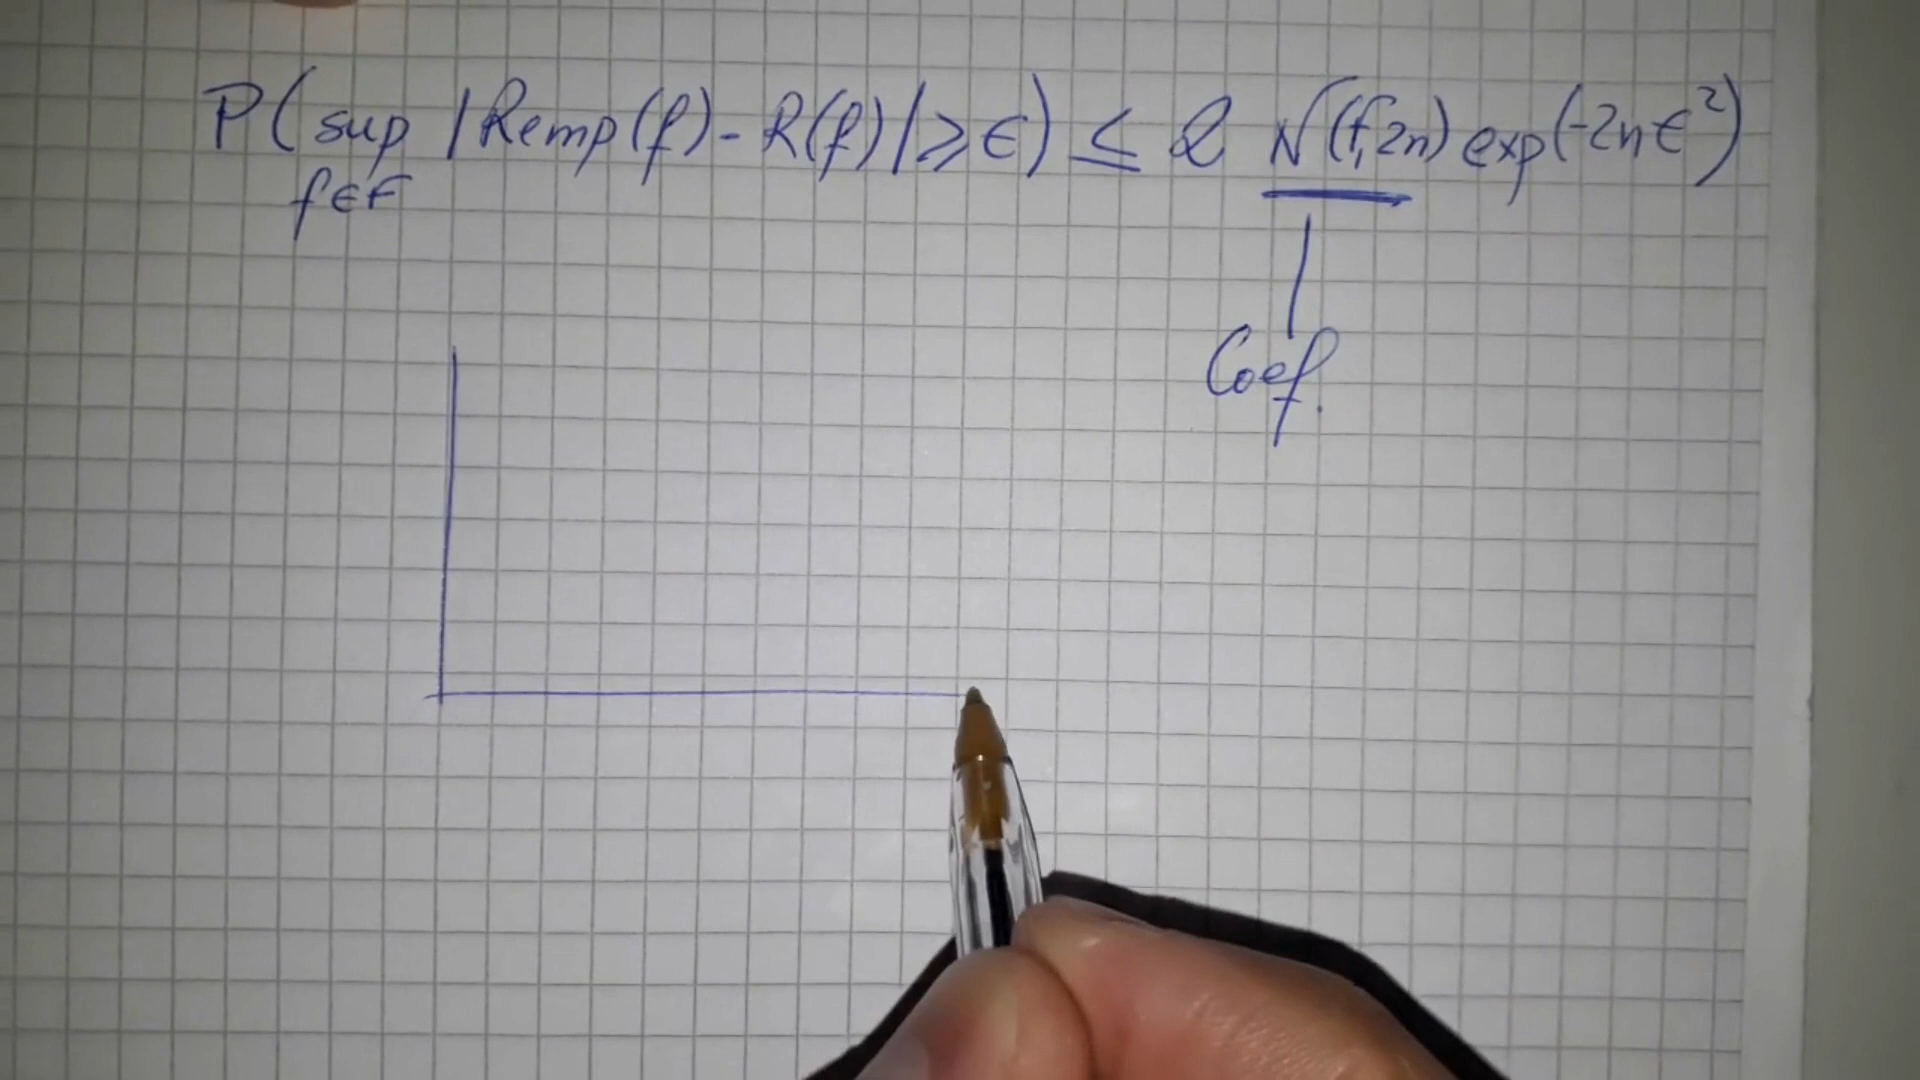 P(sup |Remp(f) - R(f)| ⩾ ϵ) ≤ 2 N(F, 2n) exp(-2nϵ²)
f∈F
Coef.